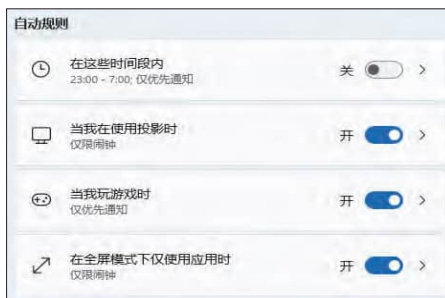 自动规则
在这些时间段内
23:00 - 7:00; 仅优先通知
关
当我在使用投影时
仅限闹钟
开
当我玩游戏时
仅优先通知
开
在全屏模式下仅使用应用时
仅限闹钟
开